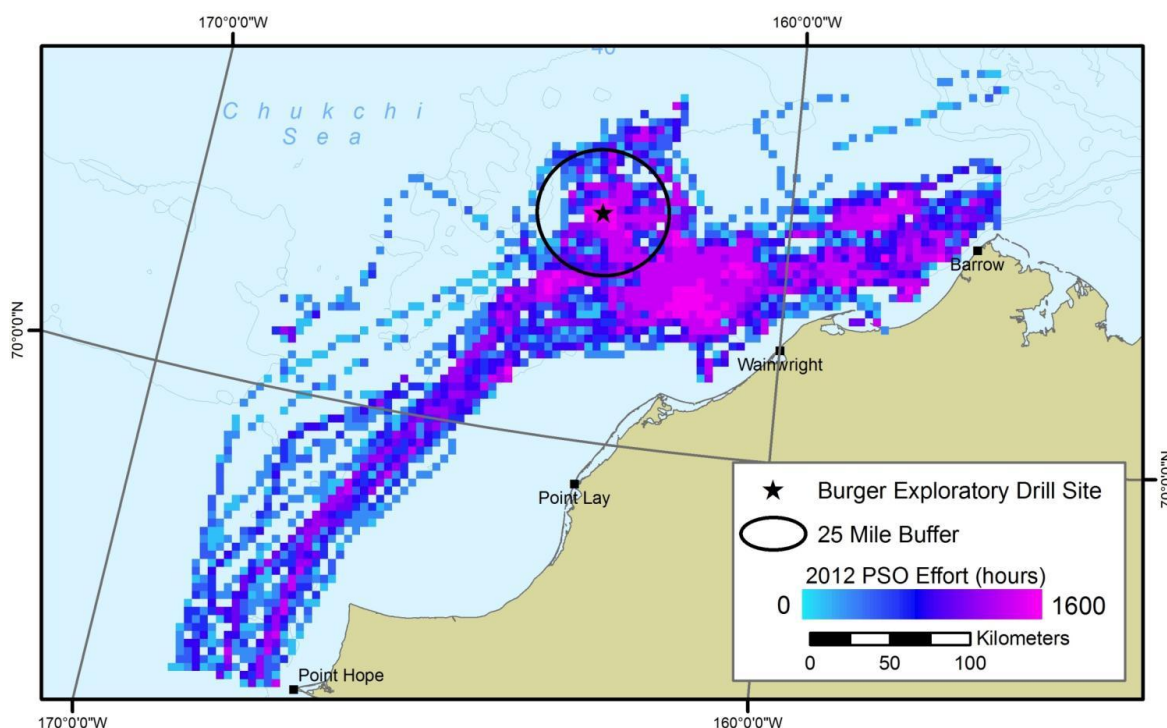 170°0'0"W
160°0'0"W
40
Chukchi
Sea
70°0'0"N
Barrow
Wainwright
Point Lay
Point Hope
70°0'0"N
★ Burger Exploratory Drill Site
25 Mile Buffer
2012 PSO Effort (hours)
0 1600
Kilometers
0 50 100
170°0'0"W
160°0'0"W